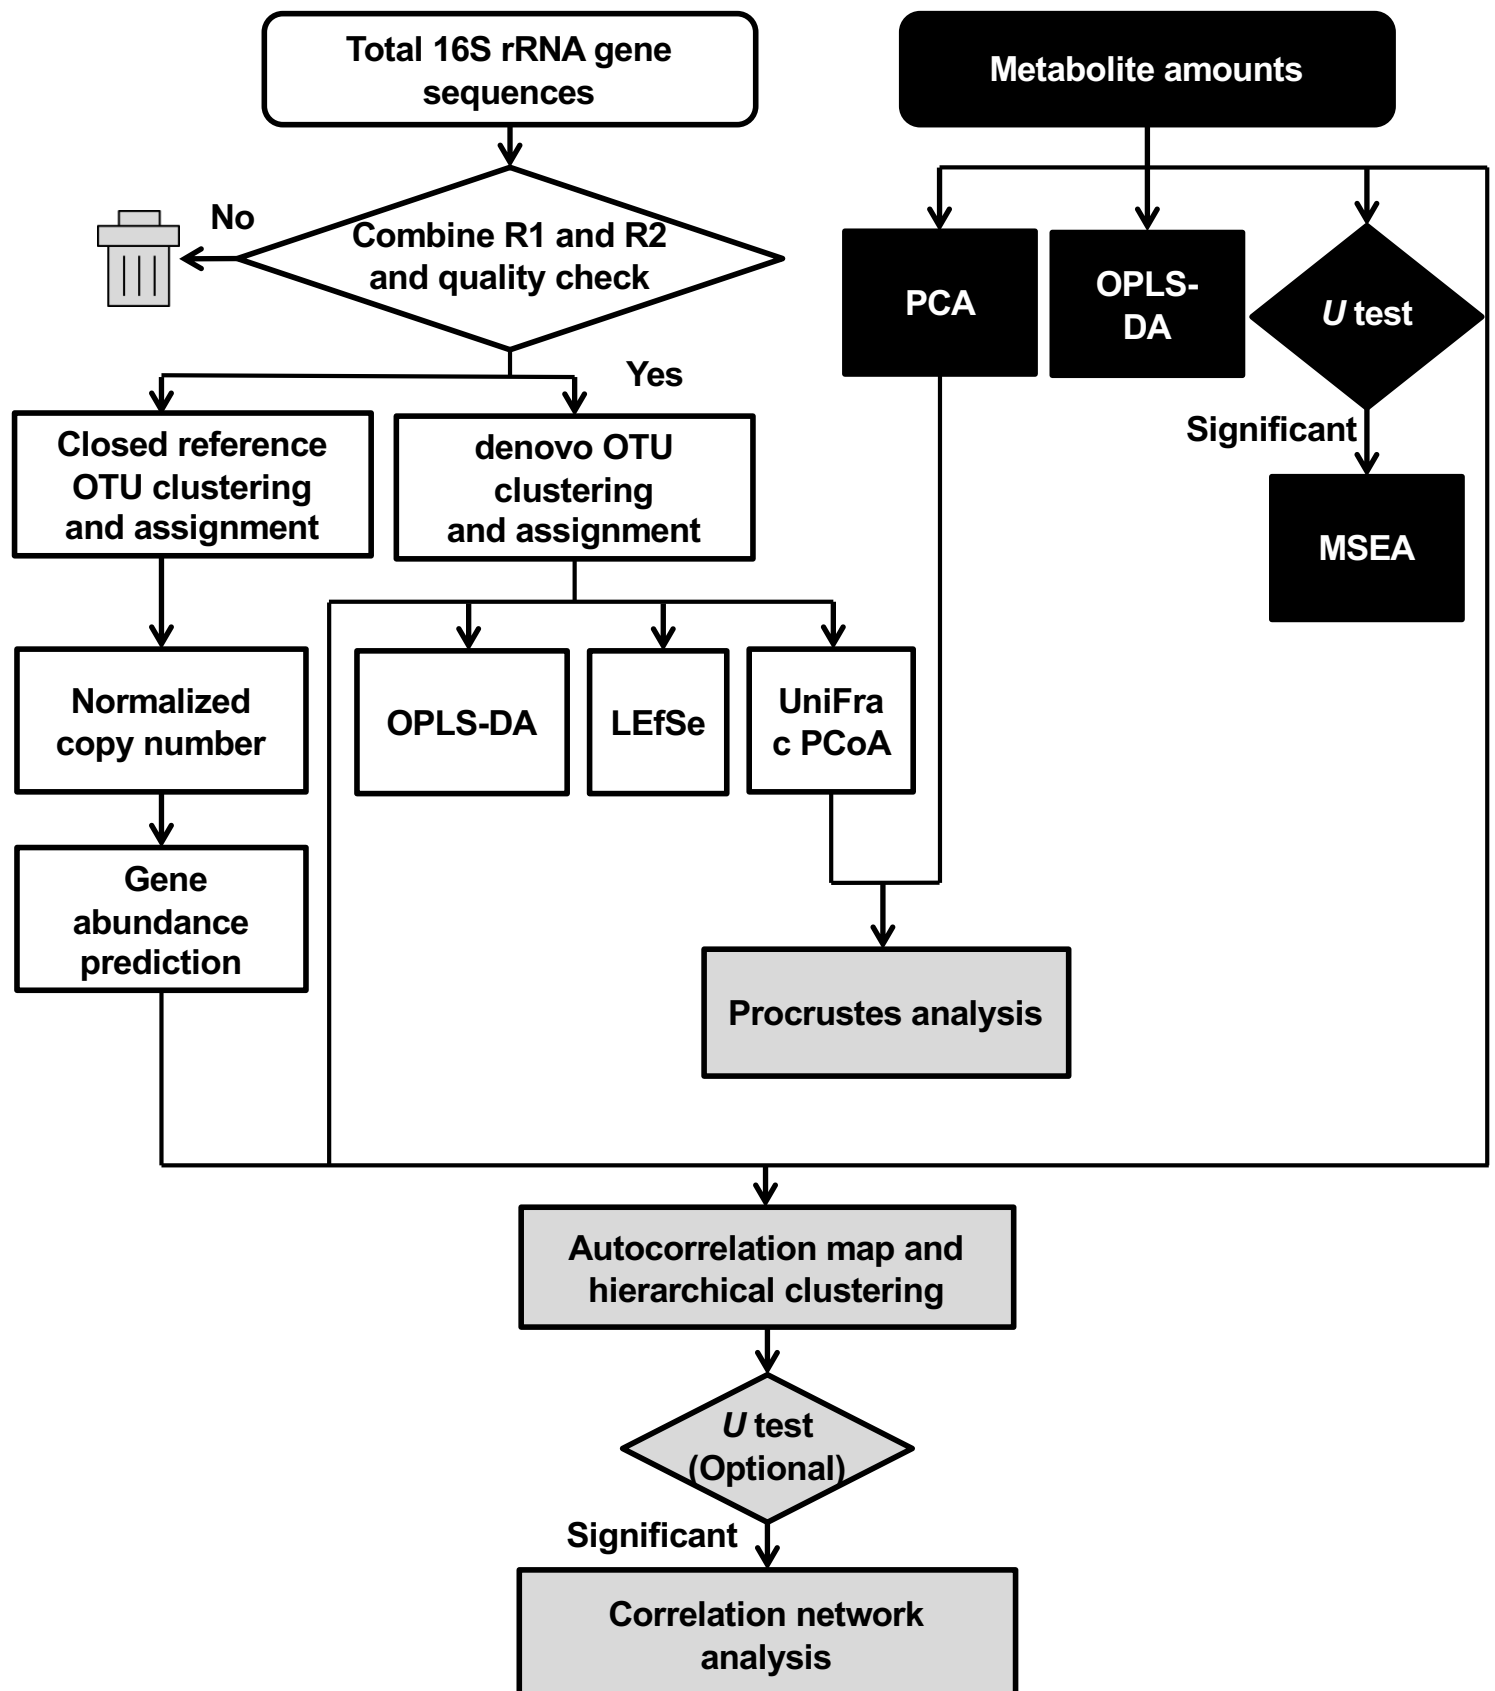 Total 16S rRNA gene
sequences
Metabolite amounts
No
Combine R1 and R2
and quality check
Yes
PCA
OPLS-
DA
U test
Significant
MSEA
Closed reference
OTU clustering
and assignment
denovo OTU
clustering
and assignment
Normalized
copy number
OPLS-DA
LEfSe
UniFra
c PCoA
Gene
abundance
prediction
Procrustes analysis
Autocorrelation map and
hierarchical clustering
U test
(Optional)
Significant
Correlation network
analysis